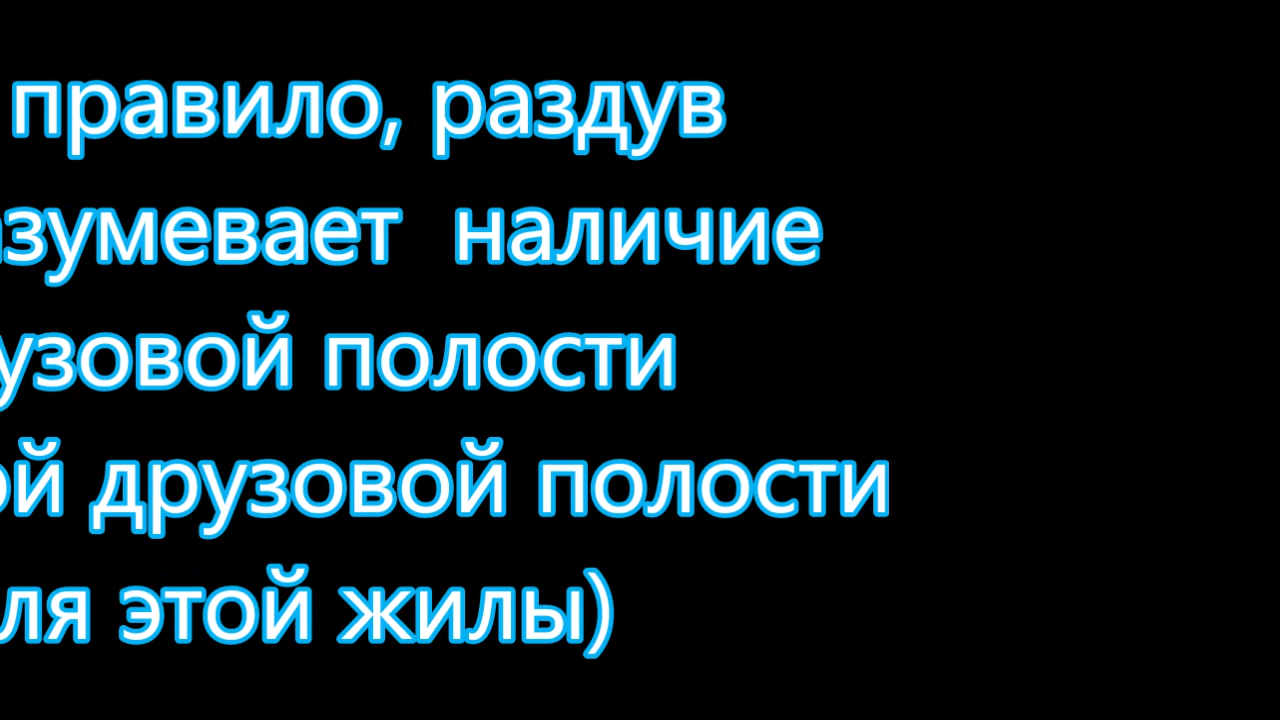 правило, раздув
зумевает наличие
узовой полости
ой друзовой полости
ля этой жилы)